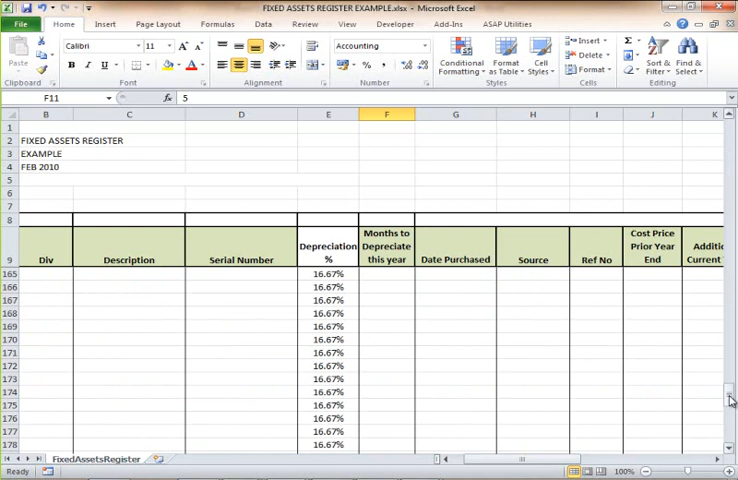 FIXED ASSETS REGISTER EXAMPLE.xlsx - Microsoft Excel
File Home Insert Page Layout Formulas Data Review View Developer Add-Ins ASAP Utilities
Calibri 11 Accounting Insert
Paste Conditional Formatting Format as Table Cell Styles Delete Sort & Filter Find & Select
Format
Clipboard Font Alignment Number Styles Cells Editing
F11 fx 5
B C D E F G H I J K
1
2 FIXED ASSETS REGISTER
3 EXAMPLE
4 FEB 2010
5
6
7
8
9 Div Description Serial Number Depreciation % Months to Depreciate this year Date Purchased Source Ref No Cost Price Prior Year End Additio Current
165 16.67%
166 16.67%
167 16.67%
168 16.67%
169 16.67%
170 16.67%
171 16.67%
172 16.67%
173 16.67%
174 16.67%
175 16.67%
176 16.67%
177 16.67%
178 16.67%
FixedAssetsRegister
Ready 100%